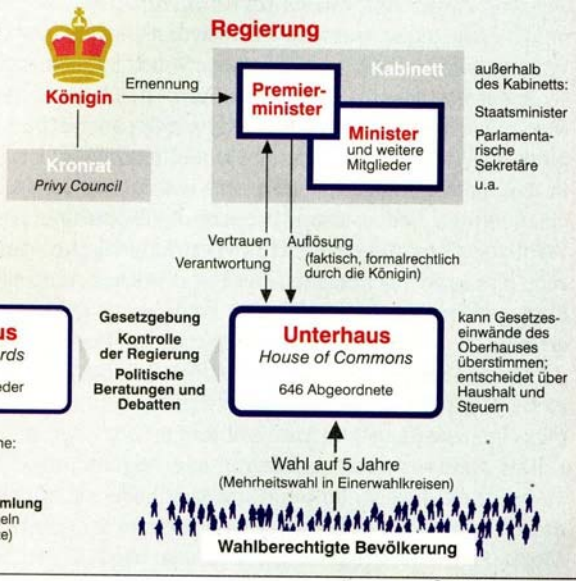 Regierung
Königin
Ernennung
Kabinett
Premier-
minister
Minister
und weitere
Mitglieder
außerhalb
des Kabinetts:
Staatsminister
Parlamenta-
rische
Sekretäre
u.a.
Kronrat
Privy Council
Vertrauen
Verantwortung
Auflösung
(faktisch, formalrechtlich
durch die Königin)
us
rds
eder
Gesetzgebung
Kontrolle
der Regierung
Politische
Beratungen und
Debatten
Unterhaus
House of Commons
646 Abgeordnete
kann Gesetzes-
einwände des
Oberhauses
überstimmen;
entscheidet über
Haushalt und
Steuern
ne:
mlung
eln
te)
Wahl auf 5 Jahre
(Mehrheitswahl in Einerwahlkreisen)
Wahlberechtigte Bevölkerung